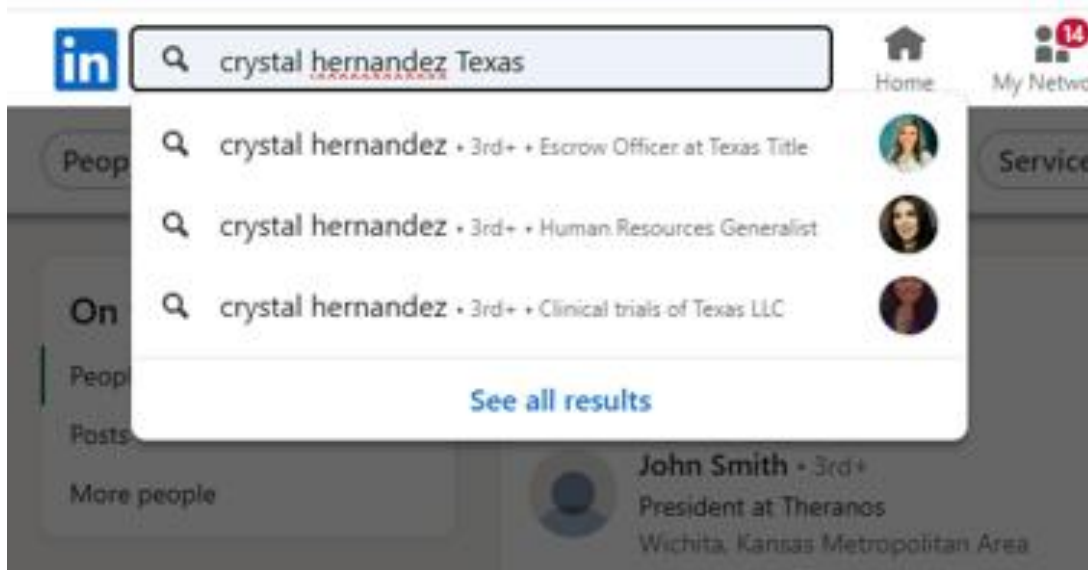 in
crystal hernandez Texas
Home
14
My Netwo
crystal hernandez • 3rd+ • Escrow Officer at Texas Title
Peop
Service
crystal hernandez • 3rd+ • Human Resources Generalist
crystal hernandez • 3rd+ • Clinical trials of Texas LLC
On
Peopl
See all results
Posts
More people
John Smith • 3rd+
President at Theranos
Wichita, Kansas Metropolitan Area